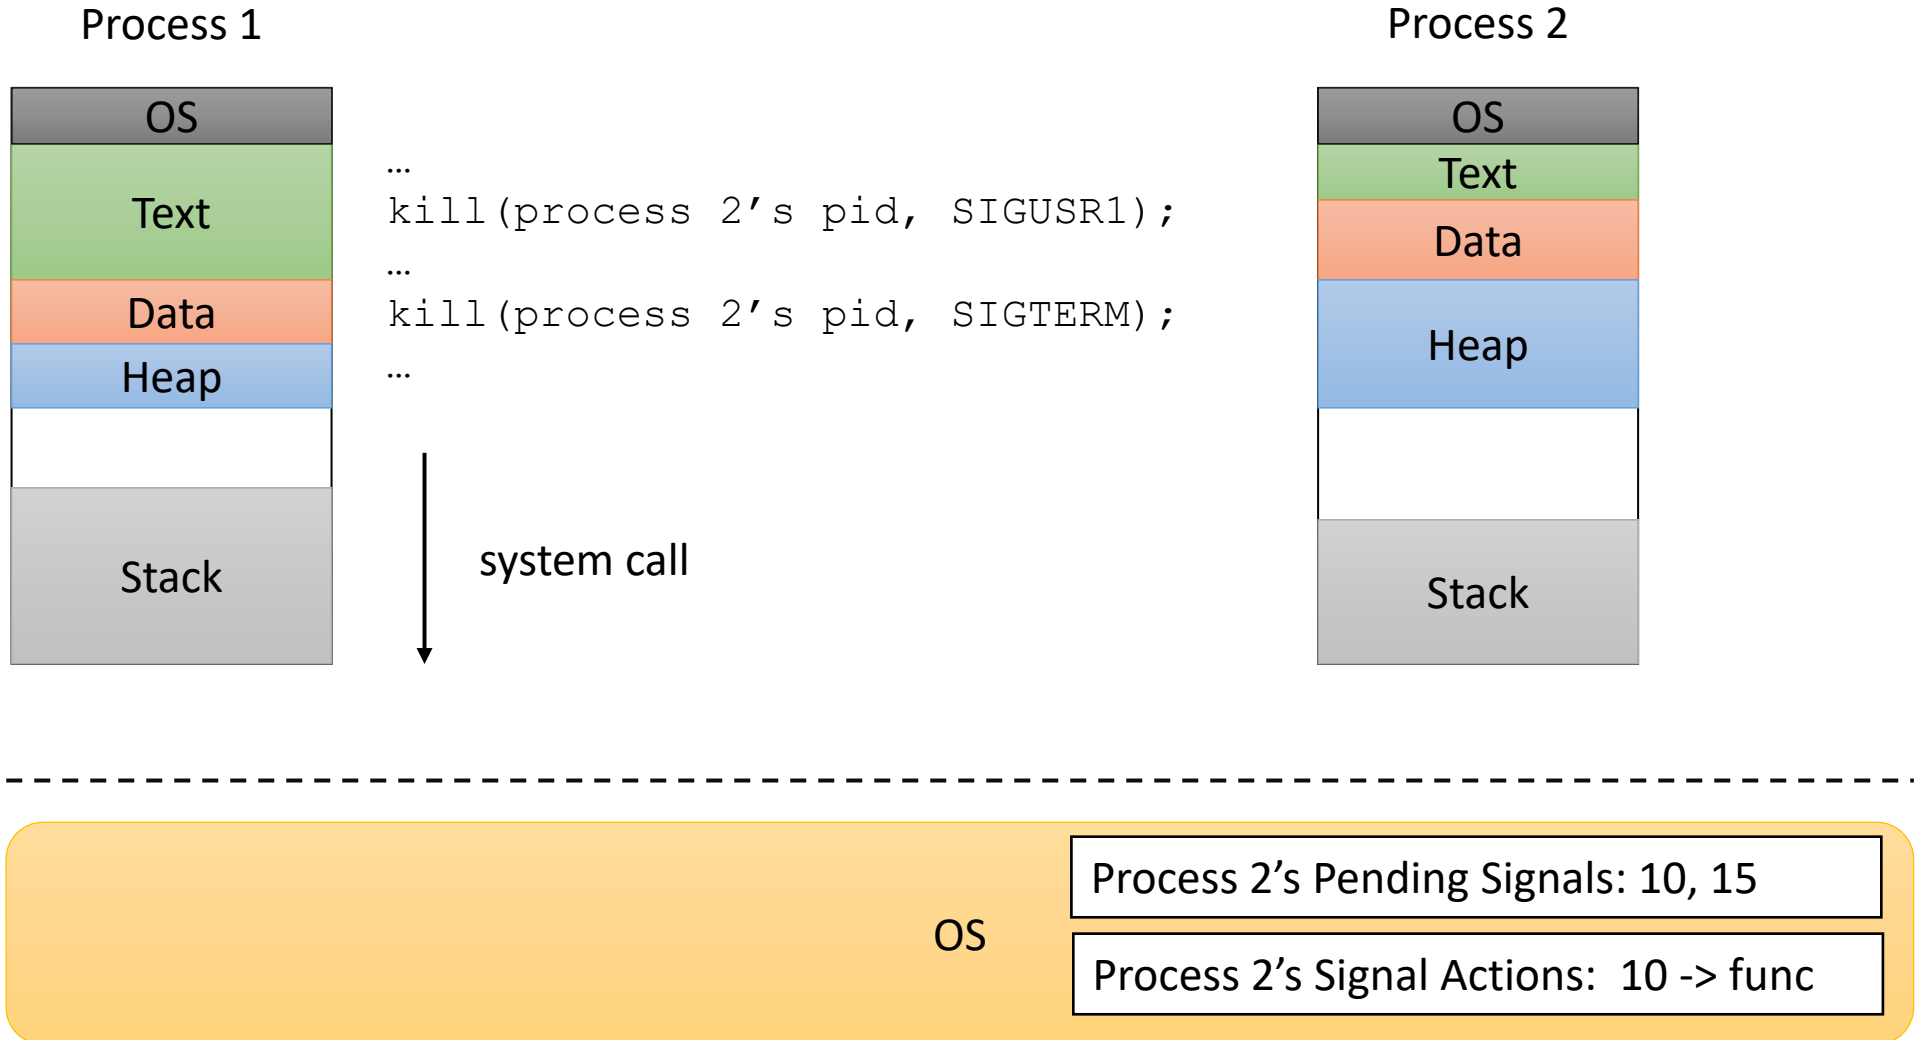 Process 1
Process 2
OS
Text
Data
Heap
Stack
…
kill(process 2’s pid, SIGUSR1);
…
kill(process 2’s pid, SIGTERM);
…
system call
OS
Text
Data
Heap
Stack
OS
Process 2’s Pending Signals: 10, 15
Process 2’s Signal Actions:  10 -> func